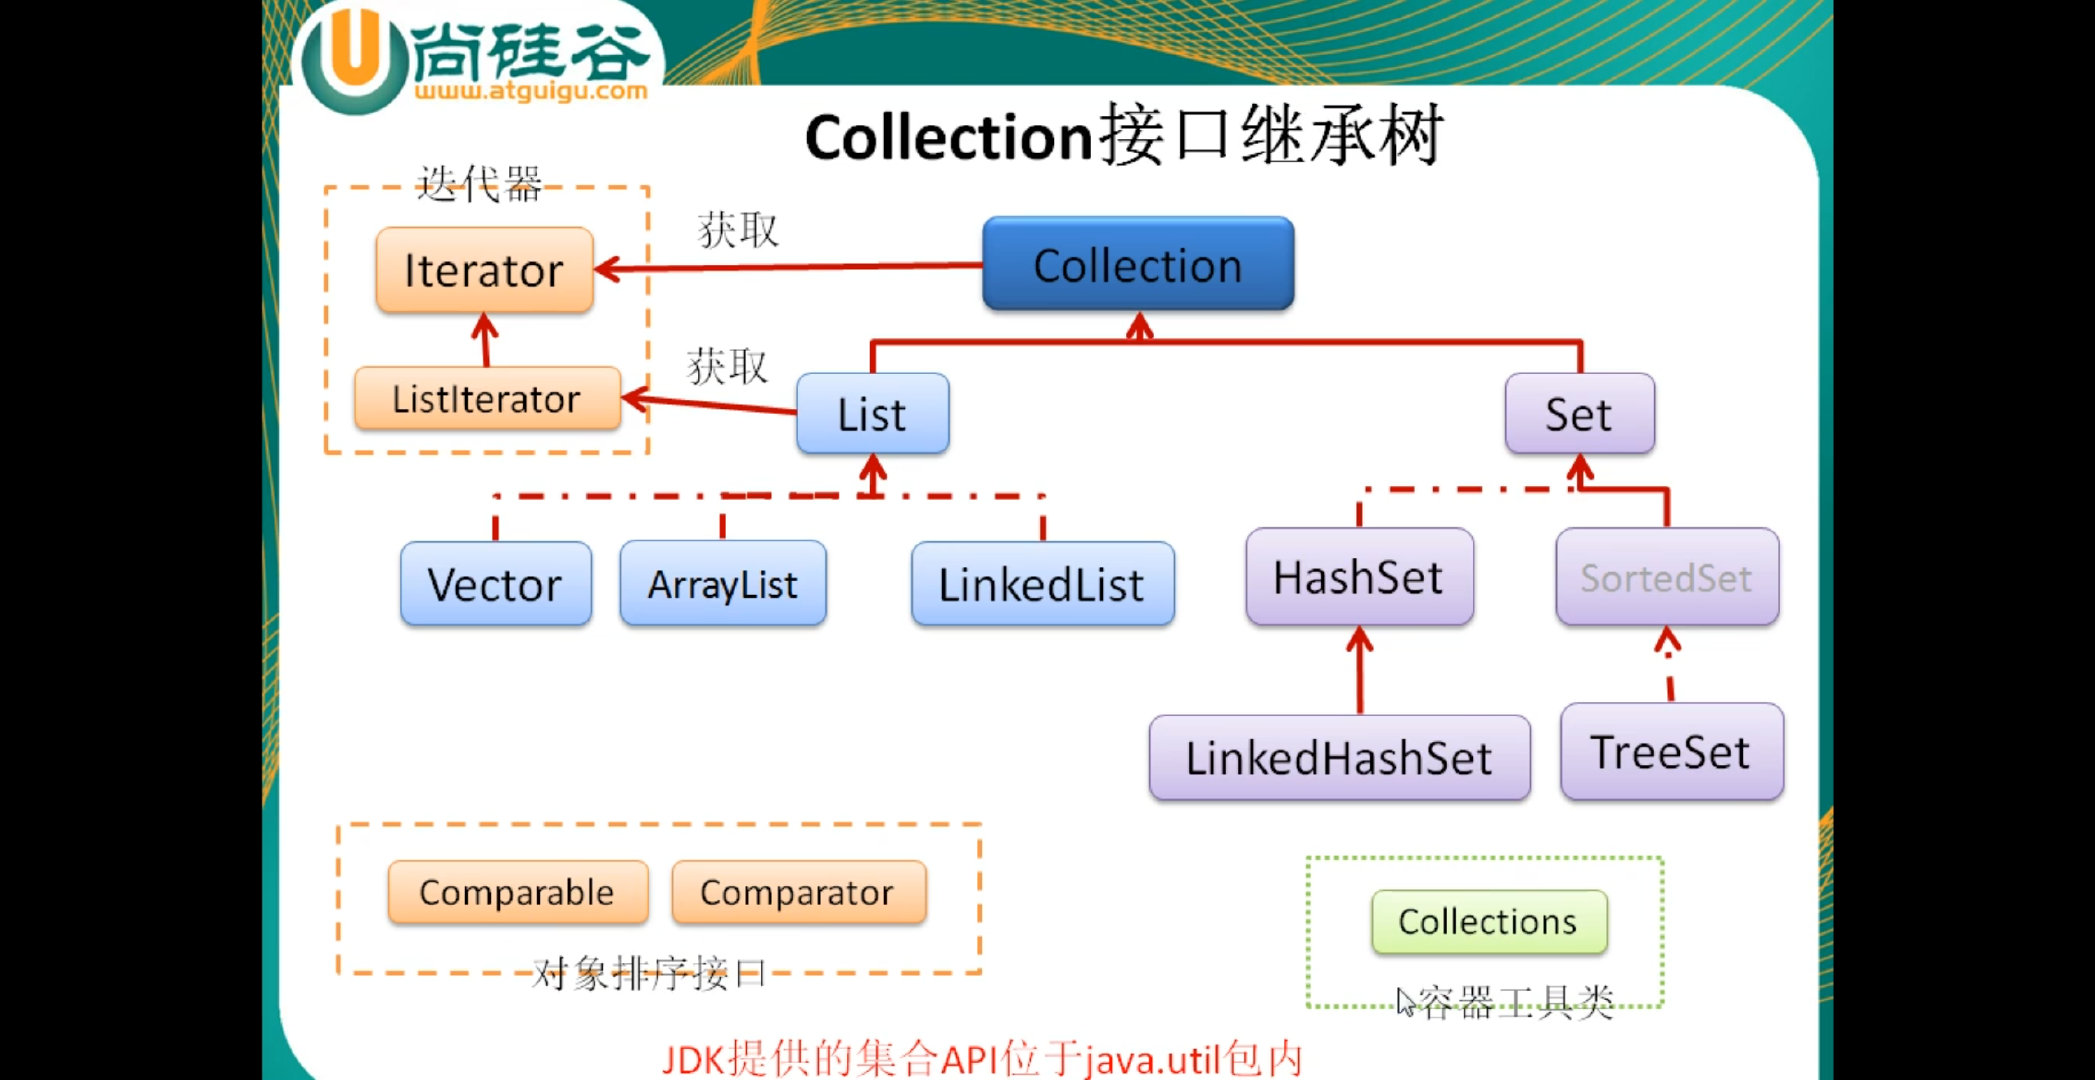 尚硅谷
www.atguigu.com
Collection接口继承树
迭代器
获取
Iterator
Collection
获取
ListIterator
List
Set
Vector
ArrayList
LinkedList
HashSet
SortedSet
LinkedHashSet
TreeSet
Comparable
Comparator
对象排序接口
Collections
容器工具类
JDK提供的集合API位于java.util包内